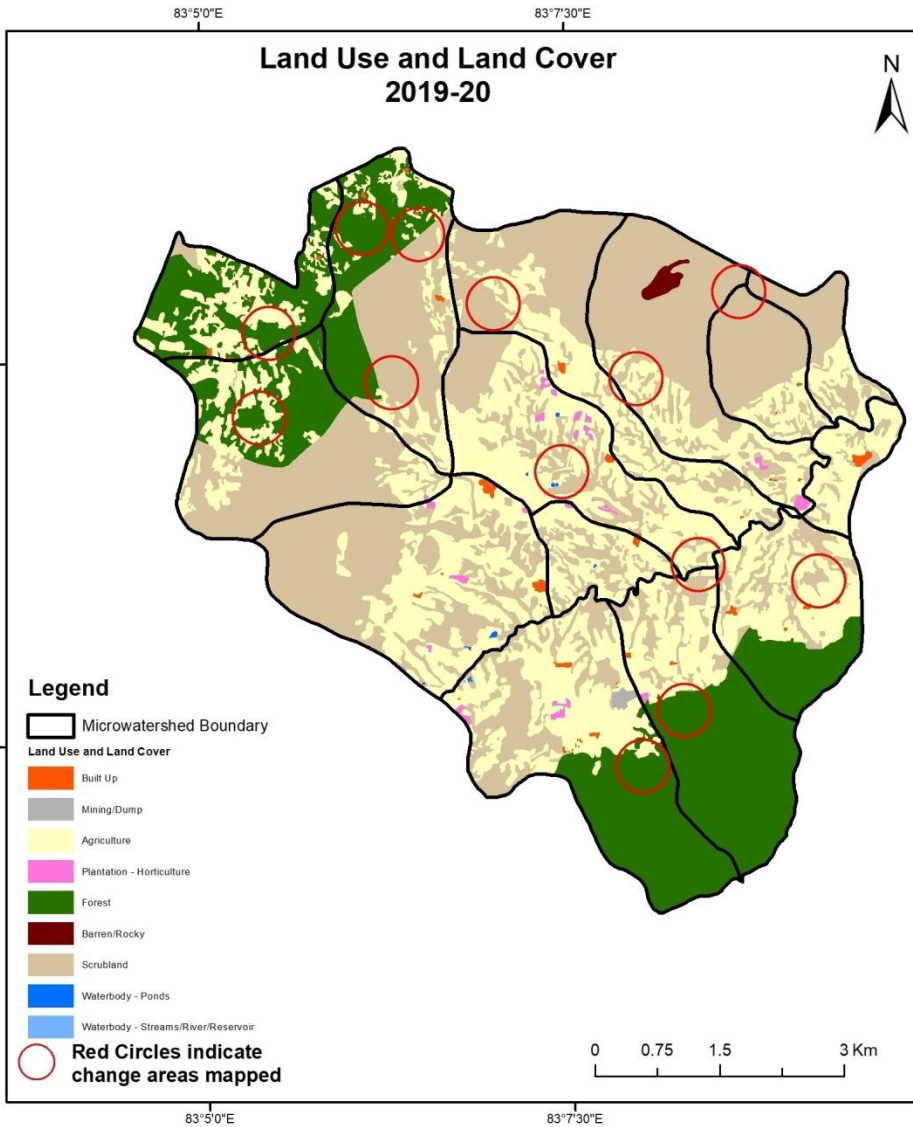 83°5'0"E
83°7'30"E
Land Use and Land Cover
2019-20
N
Legend
Microwatershed Boundary
Land Use and Land Cover
Built Up
Mining/Dump
Agriculture
Plantation - Horticulture
Forest
Barren/Rocky
Scrubland
Waterbody - Ponds
Waterbody - Streams/River/Reservoir
Red Circles indicate
change areas mapped
0 0.75 1.5 3 Km
83°5'0"E
83°7'30"E